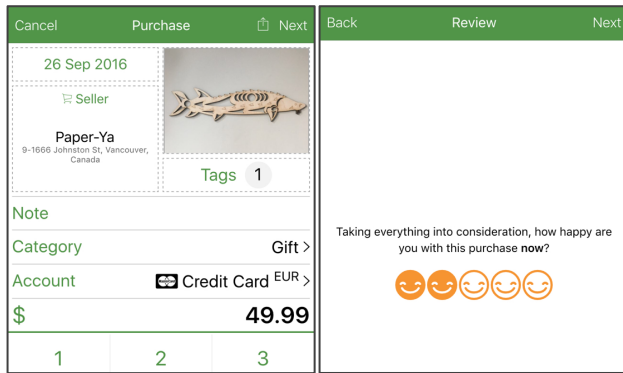 Cancel Purchase Next
26 Sep 2016
Seller
Paper-Ya
9-1666 Johnston St, Vancouver,
Canada
Tags 1
Note
Category Gift >
Account Credit Card EUR >
$ 49.99
1 2 3
Back Review Next
Taking everything into consideration, how happy are
you with this purchase now?